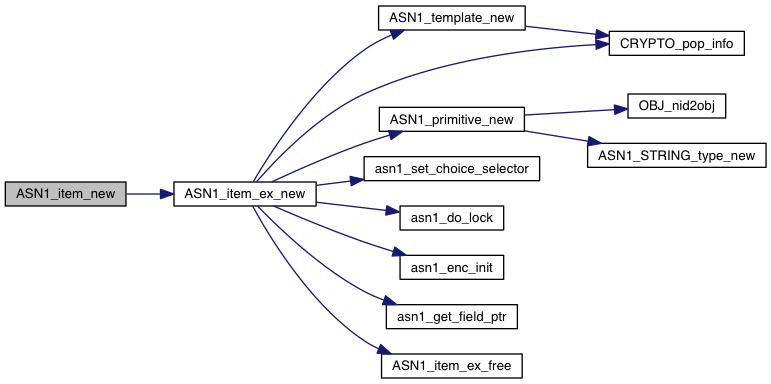 ASN1_template_new
CRYPTO_pop_info
OBJ_nid2obj
ASN1_primitive_new
ASN1_STRING_type_new
asn1_set_choice_selector
ASN1_item_new
ASN1_item_ex_new
asn1_do_lock
asn1_enc_init
asn1_get_field_ptr
ASN1_item_ex_free